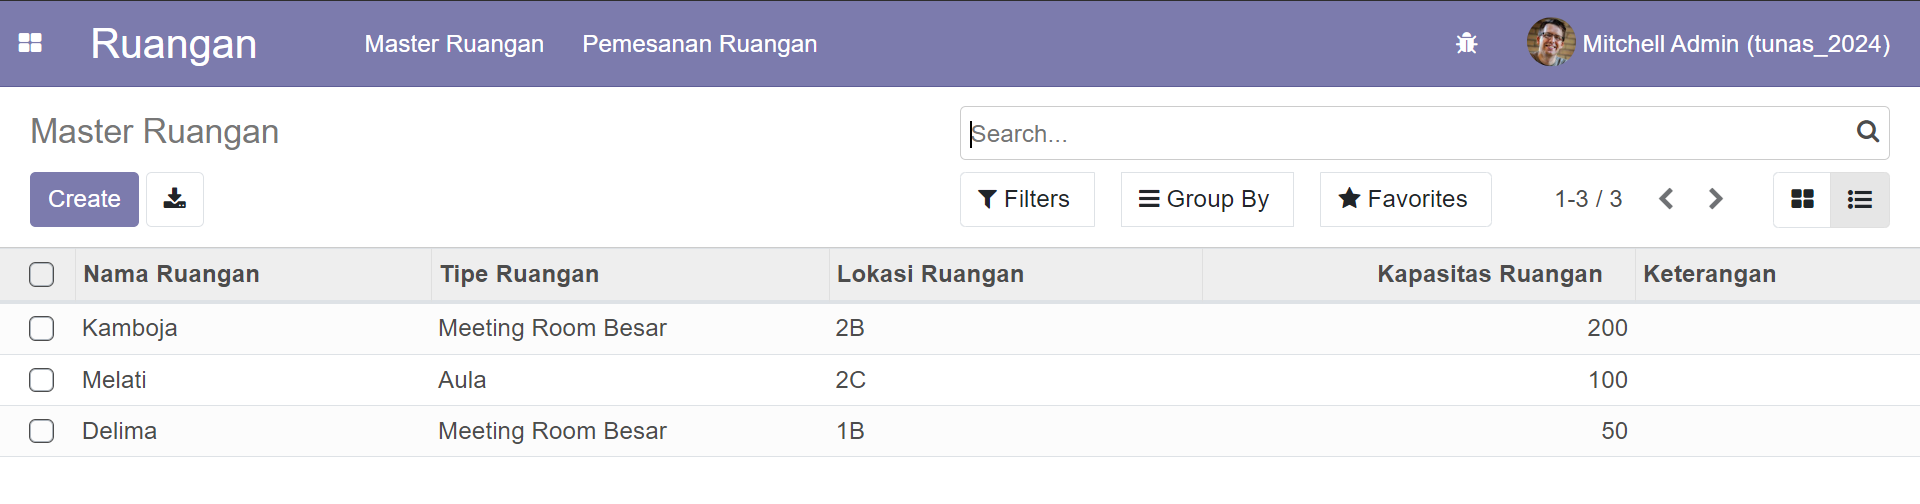 Ruangan Master Ruangan Pemesanan Ruangan Mitchell Admin (tunas_2024)
Master Ruangan Search...
Create Filters Group By Favorites 1-3 / 3
Nama Ruangan Tipe Ruangan Lokasi Ruangan Kapasitas Ruangan Keterangan
Kamboja Meeting Room Besar 2B 200
Melati Aula 2C 100
Delima Meeting Room Besar 1B 50